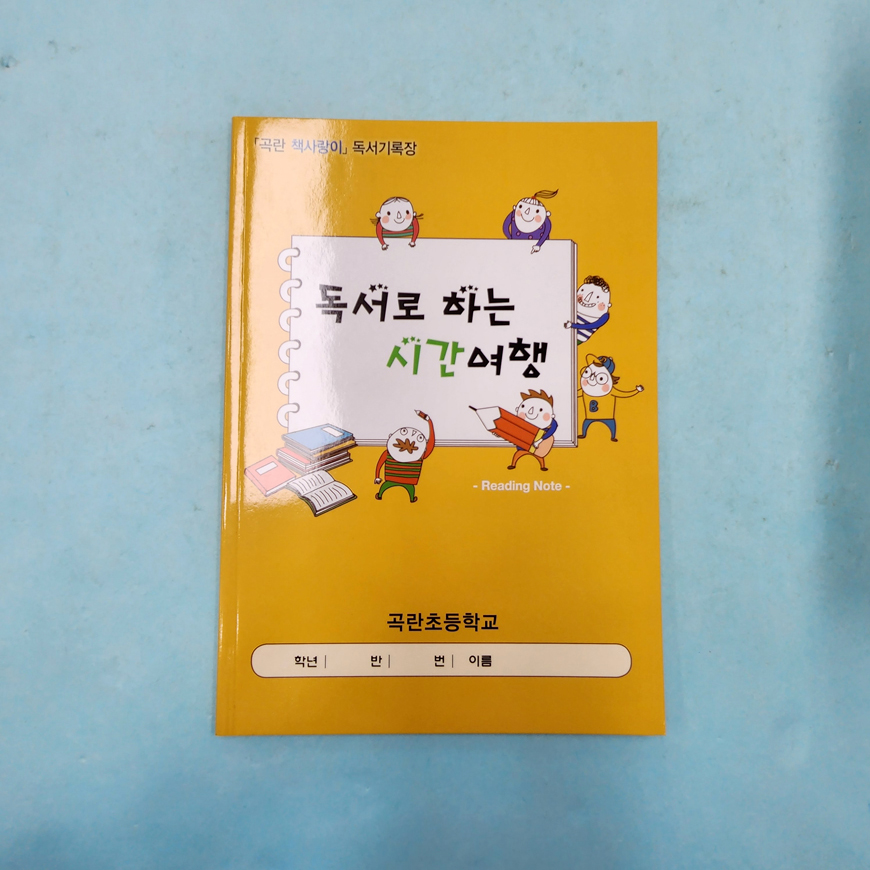 「곡란 책사랑이」 독서기록장
독서로 하는
시간여행
- Reading Note -
B
곡란초등학교
학년 | 반 | 번 | 이름